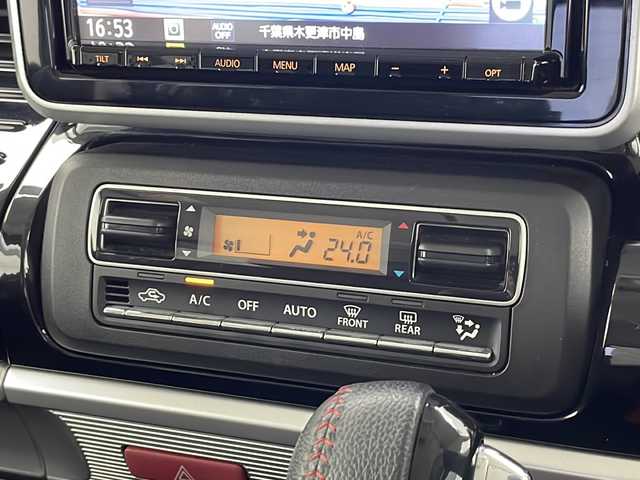 16:53 AUDIO OFF 千葉県木更津市中島
TILT AUDIO MENU MAP − + OPT
A/C
24.0
A/C OFF AUTO FRONT REAR